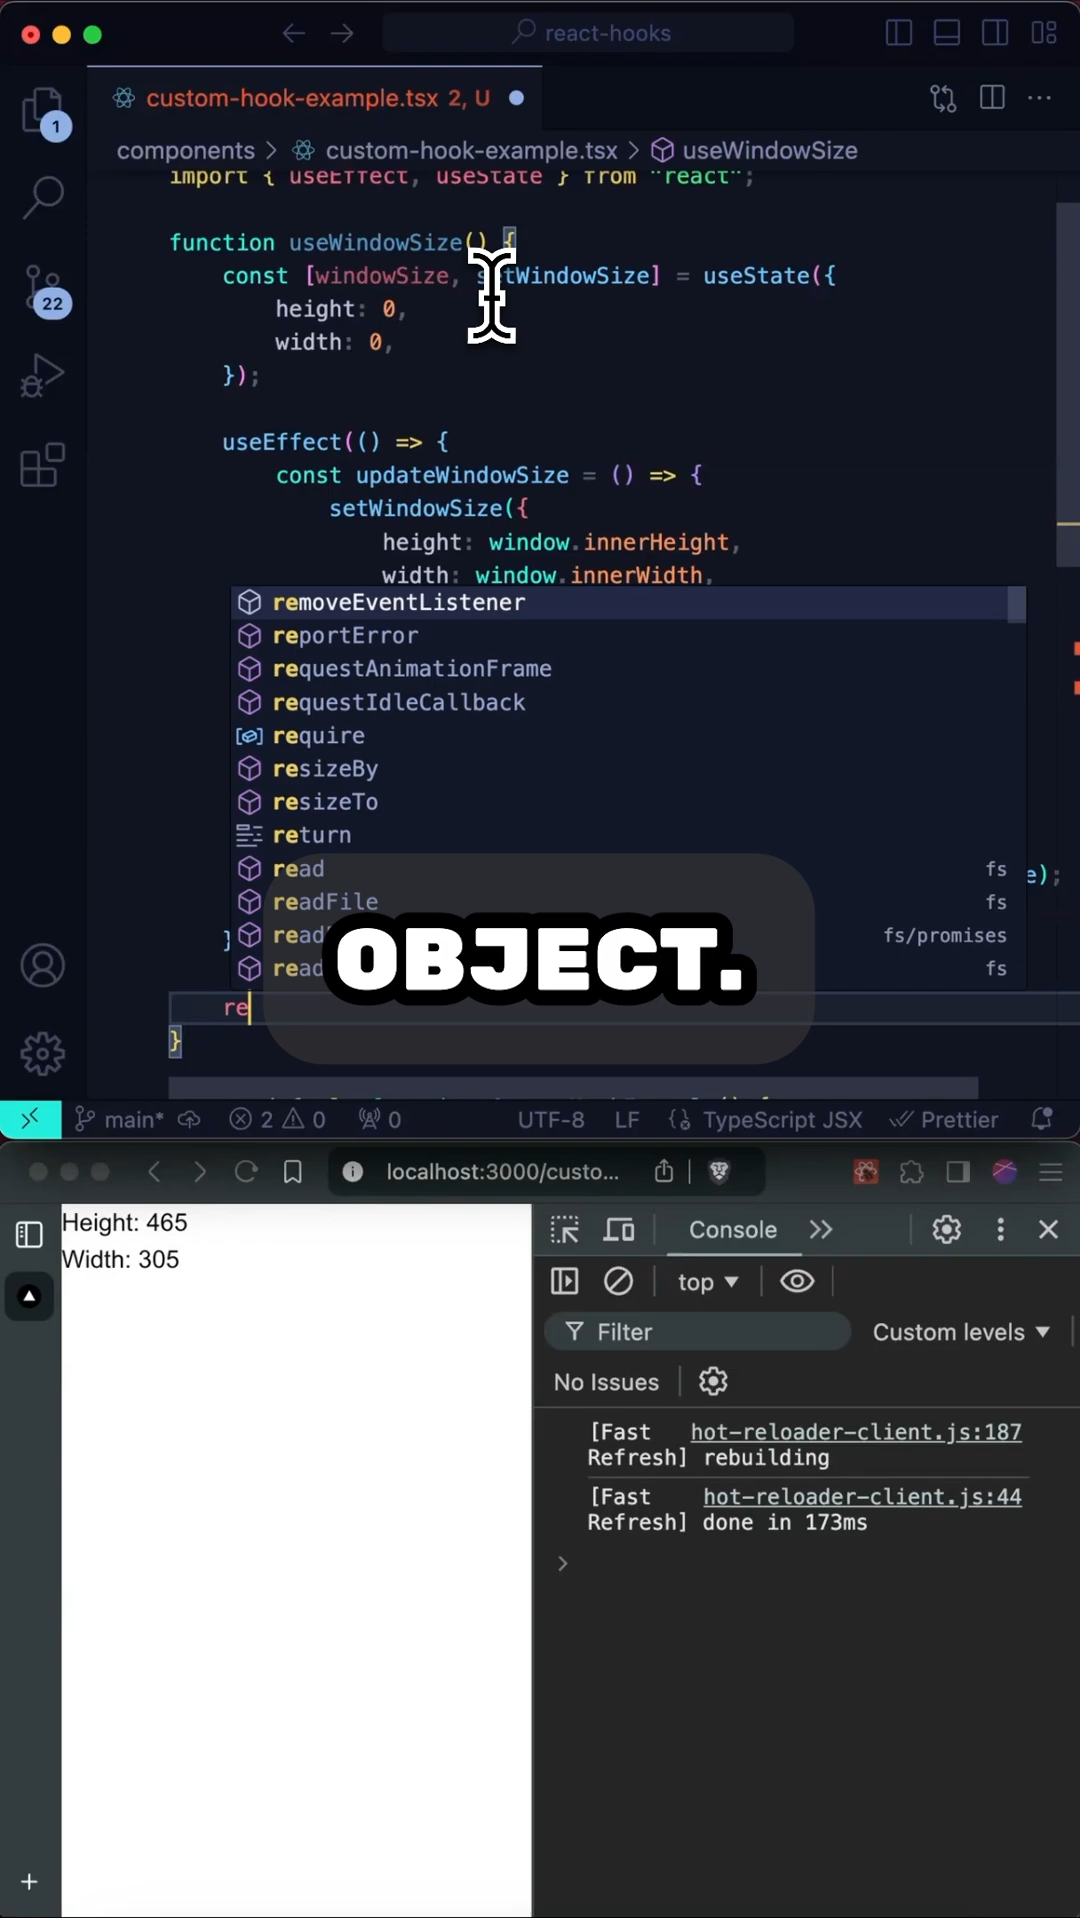 react-hooks
custom-hook-example.tsx 2, U
1
components > custom-hook-example.tsx > useWindowSize
import { useEffect, useState } from "react";
function useWindowSize() {
const [windowSize, setWindowSize] = useState({
height: 0,
width: 0,
});
22
useEffect(() => {
const updateWindowSize = () => {
setWindowSize({
height: window.innerHeight,
width: window.innerWidth,
removeEventListener
reportError
requestAnimationFrame
requestIdleCallback
require
resizeBy
resizeTo
return
read fs
e);
readFile fs
}
read fs/promises
read fs
OBJECT.
re
}
main* 2 0 0 UTF-8 LF TypeScript JSX Prettier
localhost:3000/custo...
Height: 465
Width: 305
Console
top
Filter
Custom levels
No Issues
[Fast hot-reloader-client.js:187
Refresh] rebuilding
[Fast hot-reloader-client.js:44
Refresh] done in 173ms
>